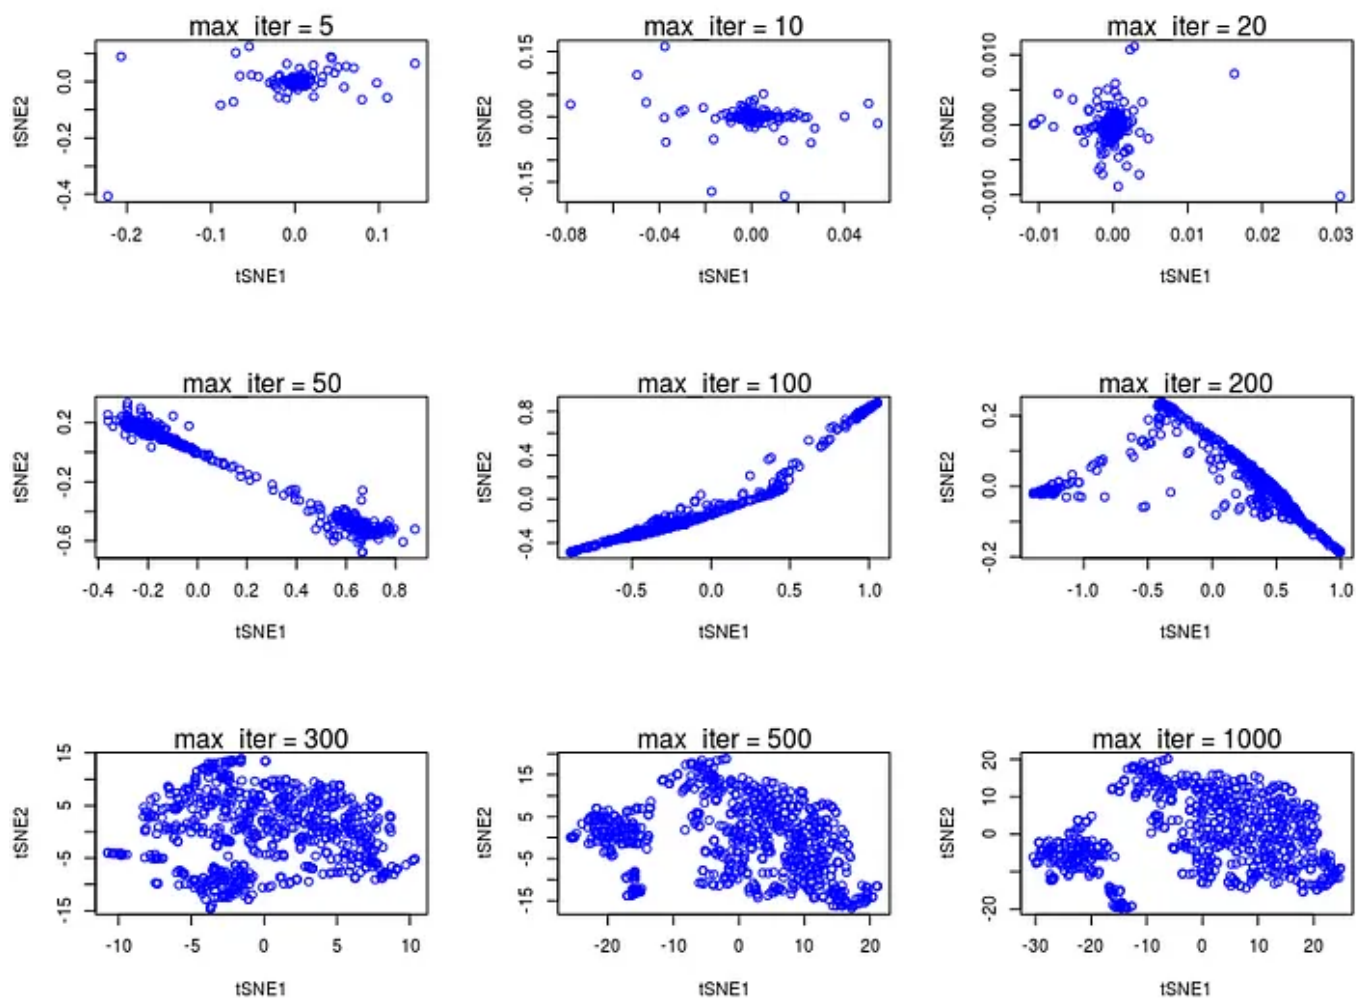 max_iter = 5
max_iter = 10
max_iter = 20
0.0
-0.2
-0.4
tSNE2
-0.2 -0.1 0.0 0.1
tSNE1
0.15
0.00
-0.15
tSNE2
-0.08 -0.04 0.00 0.04
tSNE1
0.010
0.000
-0.010
tSNE2
-0.01 0.00 0.01 0.02 0.03
tSNE1
max_iter = 50
max_iter = 100
max_iter = 200
0.2
-0.2
-0.6
tSNE2
-0.4 -0.2 0.0 0.2 0.4 0.6 0.8
tSNE1
0.8
0.4
0.0
-0.4
tSNE2
-0.5 0.0 0.5 1.0
tSNE1
0.2
0.0
-0.2
tSNE2
-1.0 -0.5 0.0 0.5 1.0
tSNE1
max_iter = 300
max_iter = 500
max_iter = 1000
15
5
-5
-15
tSNE2
-10 -5 0 5 10
tSNE1
15
5
-5
-15
tSNE2
-20 -10 0 10 20
tSNE1
20
10
0
-20
tSNE2
-30 -20 -10 0 10 20
tSNE1